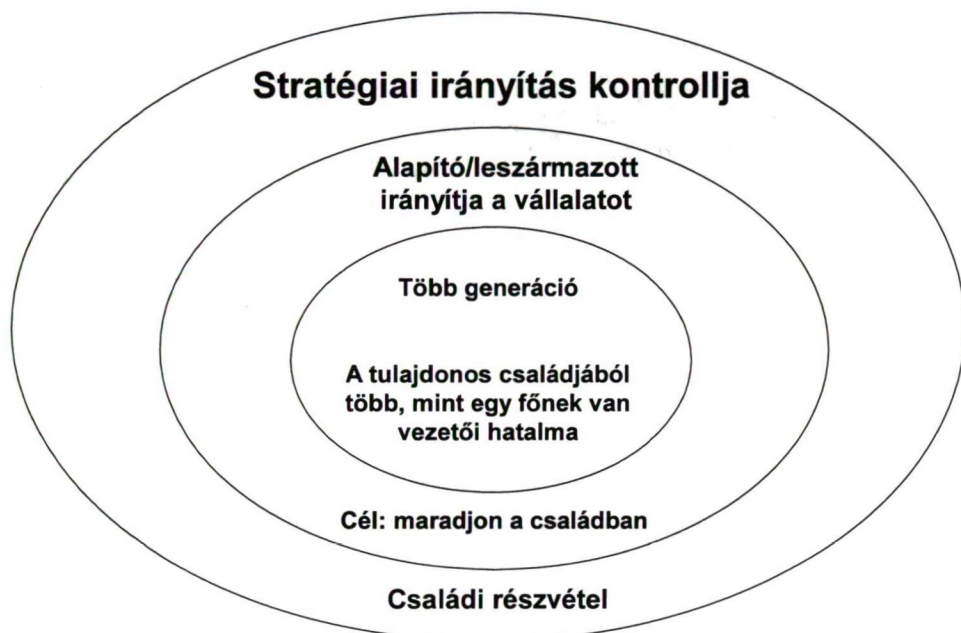 Stratégiai irányítás kontrollja
Alapító/leszármazott
irányítja a vállalatot
Több generáció
A tulajdonos családjából
több, mint egy főnek van
vezetői hatalma
Cél: maradjon a családban
Családi részvétel